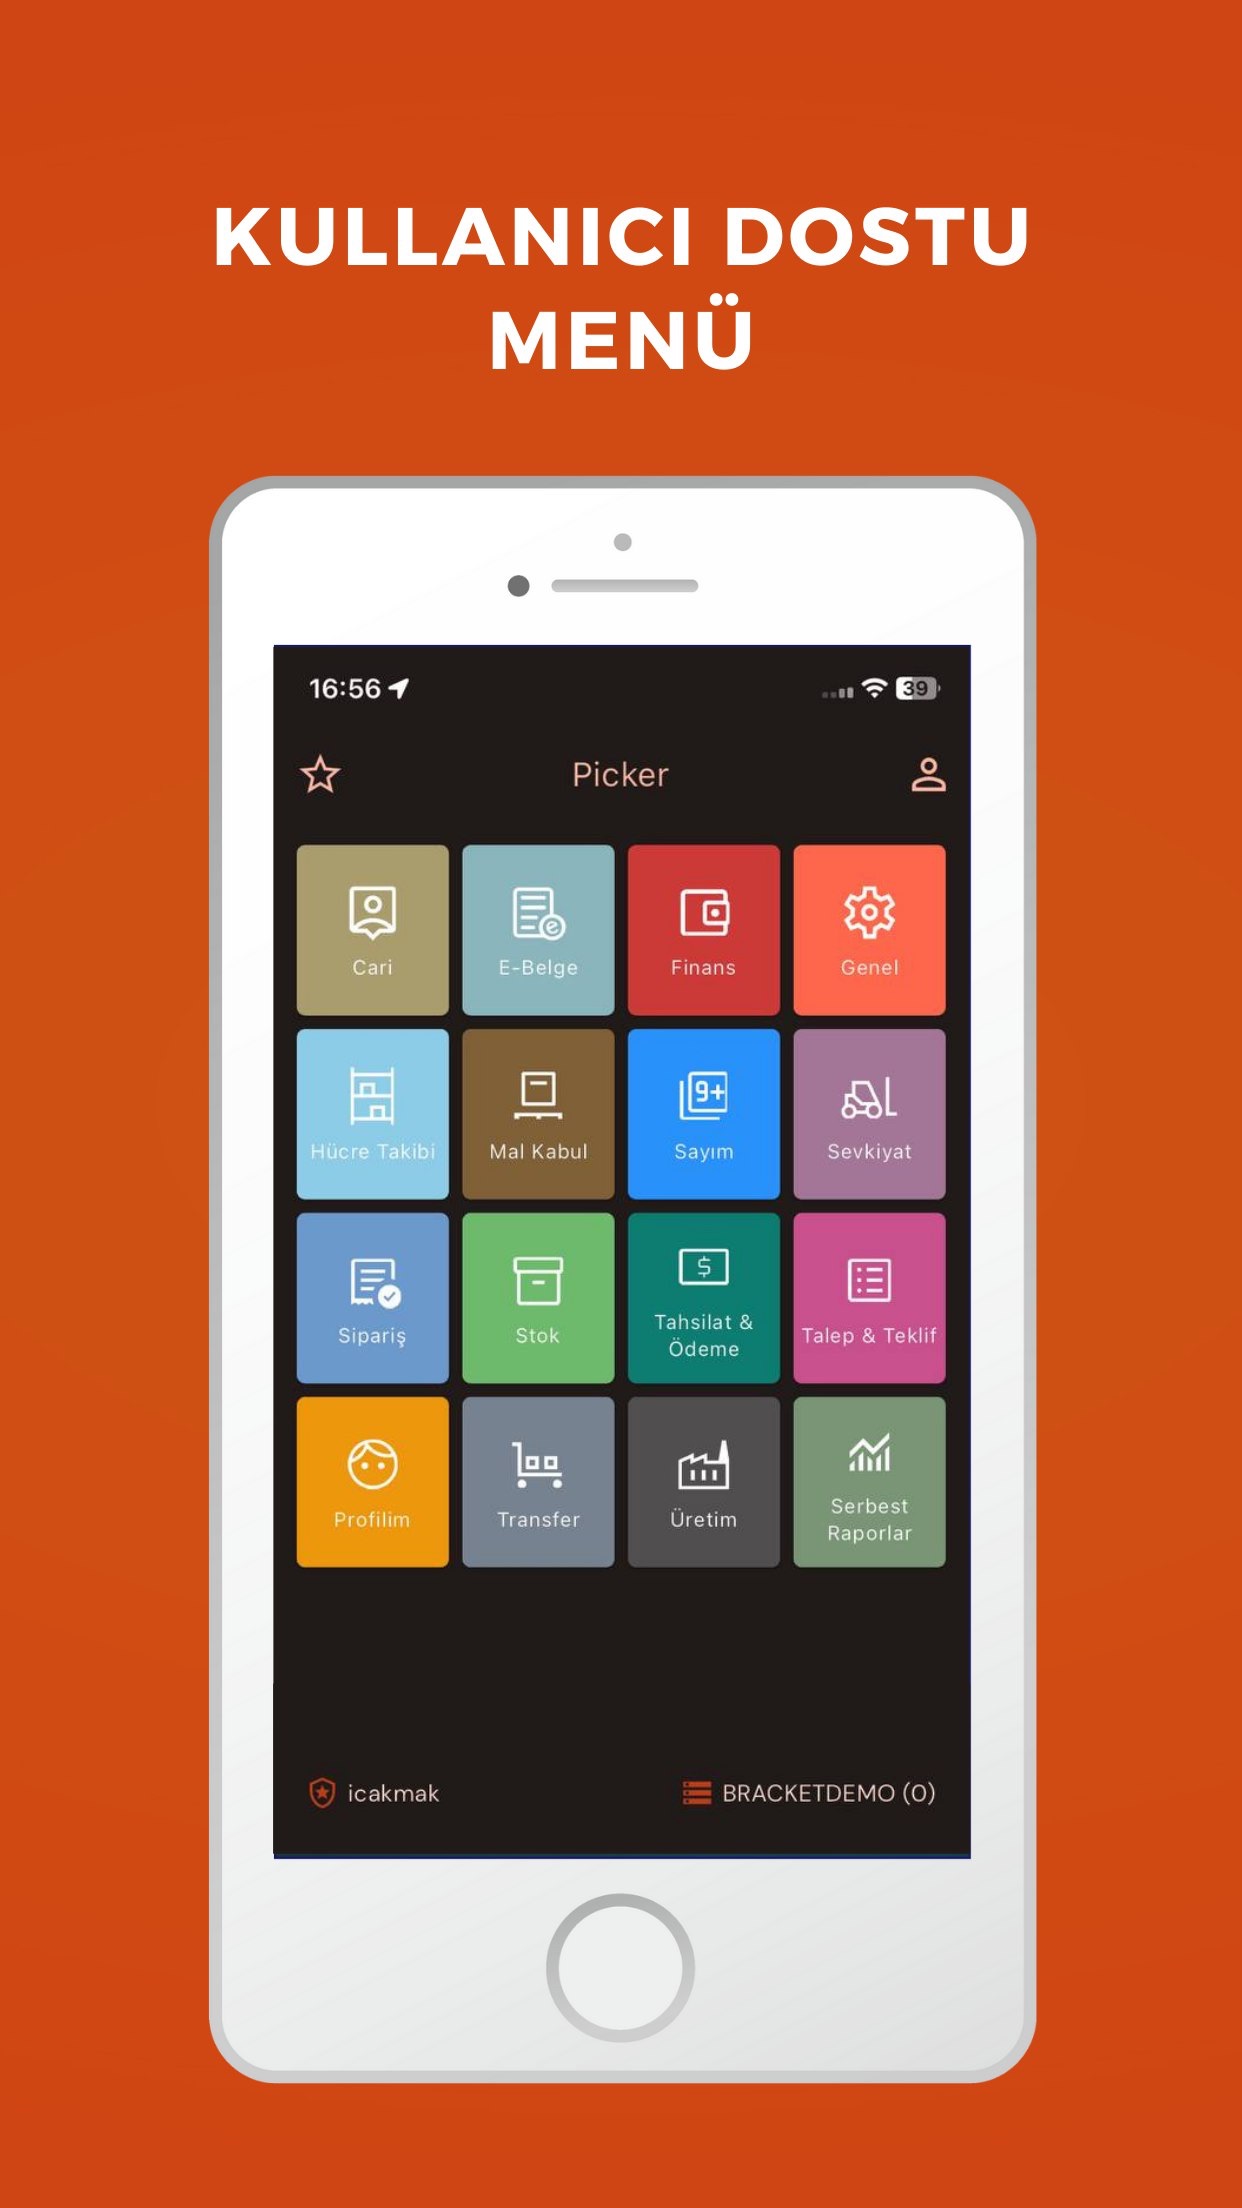 KULLANICI DOSTU
MENÜ
16:56
39
Picker
Cari
E-Belge
Finans
Genel
Hücre Takibi
Mal Kabul
9+
Sayım
Sevkiyat
Sipariş
Stok
$
Tahsilat &
Ödeme
Talep & Teklif
Profilim
Transfer
Üretim
Serbest
Raporlar
icakmak
BRACKETDEMO (0)